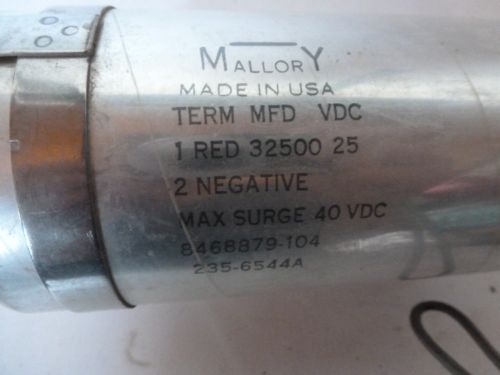 MALLORY
MADE IN USA
TERM MFD VDC
1 RED 32500 25
2 NEGATIVE
MAX SURGE 40 VDC
8468879-104
235-6544A